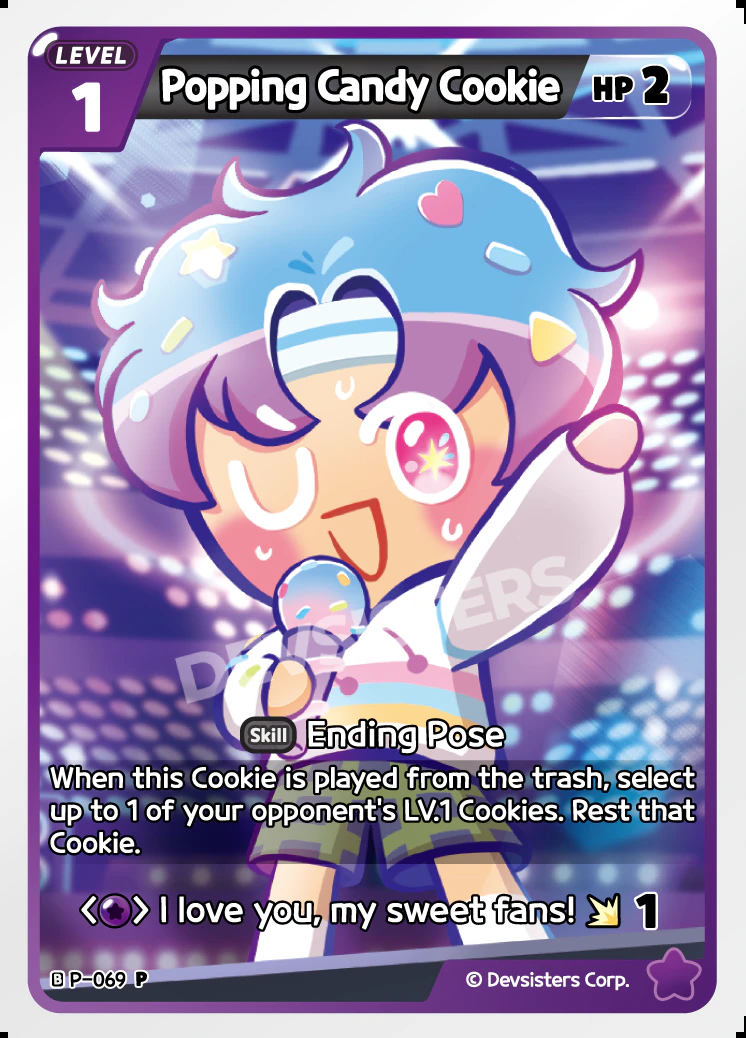 LEVEL
1
Popping Candy Cookie
HP 2
DEVSISTERS
Skill Ending Pose
When this Cookie is played from the trash, select
up to 1 of your opponent's LV.1 Cookies. Rest that
Cookie.
< > I love you, my sweet fans! 1
B P-069 P
© Devsisters Corp.